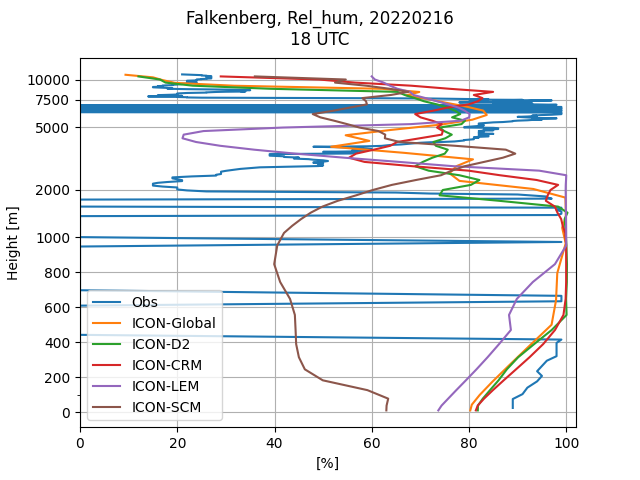 Falkenberg, Rel_hum, 20220216
18 UTC
Height [m]
10000
7500
5000
2000
1000
800
600
400
200
0
Obs
ICON-Global
ICON-D2
ICON-CRM
ICON-LEM
ICON-SCM
0
20
40
60
80
100
[%]